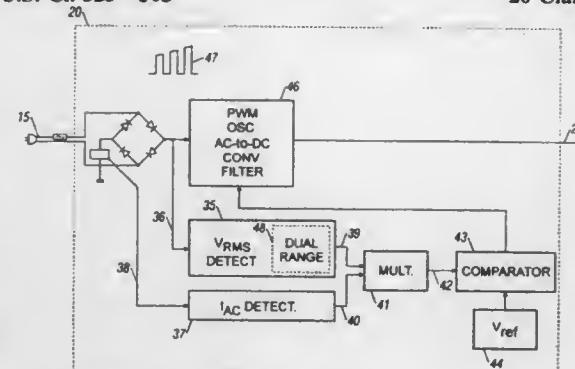 20
47
46
15
PWM
OSC
AC-to-DC
CONV
FILTER
36
35
48
39
VRMS
DETECT
DUAL
RANGE
38
43
MULT.
42
COMPARATOR
41
IAC DETECT.
40
37
Vref
44